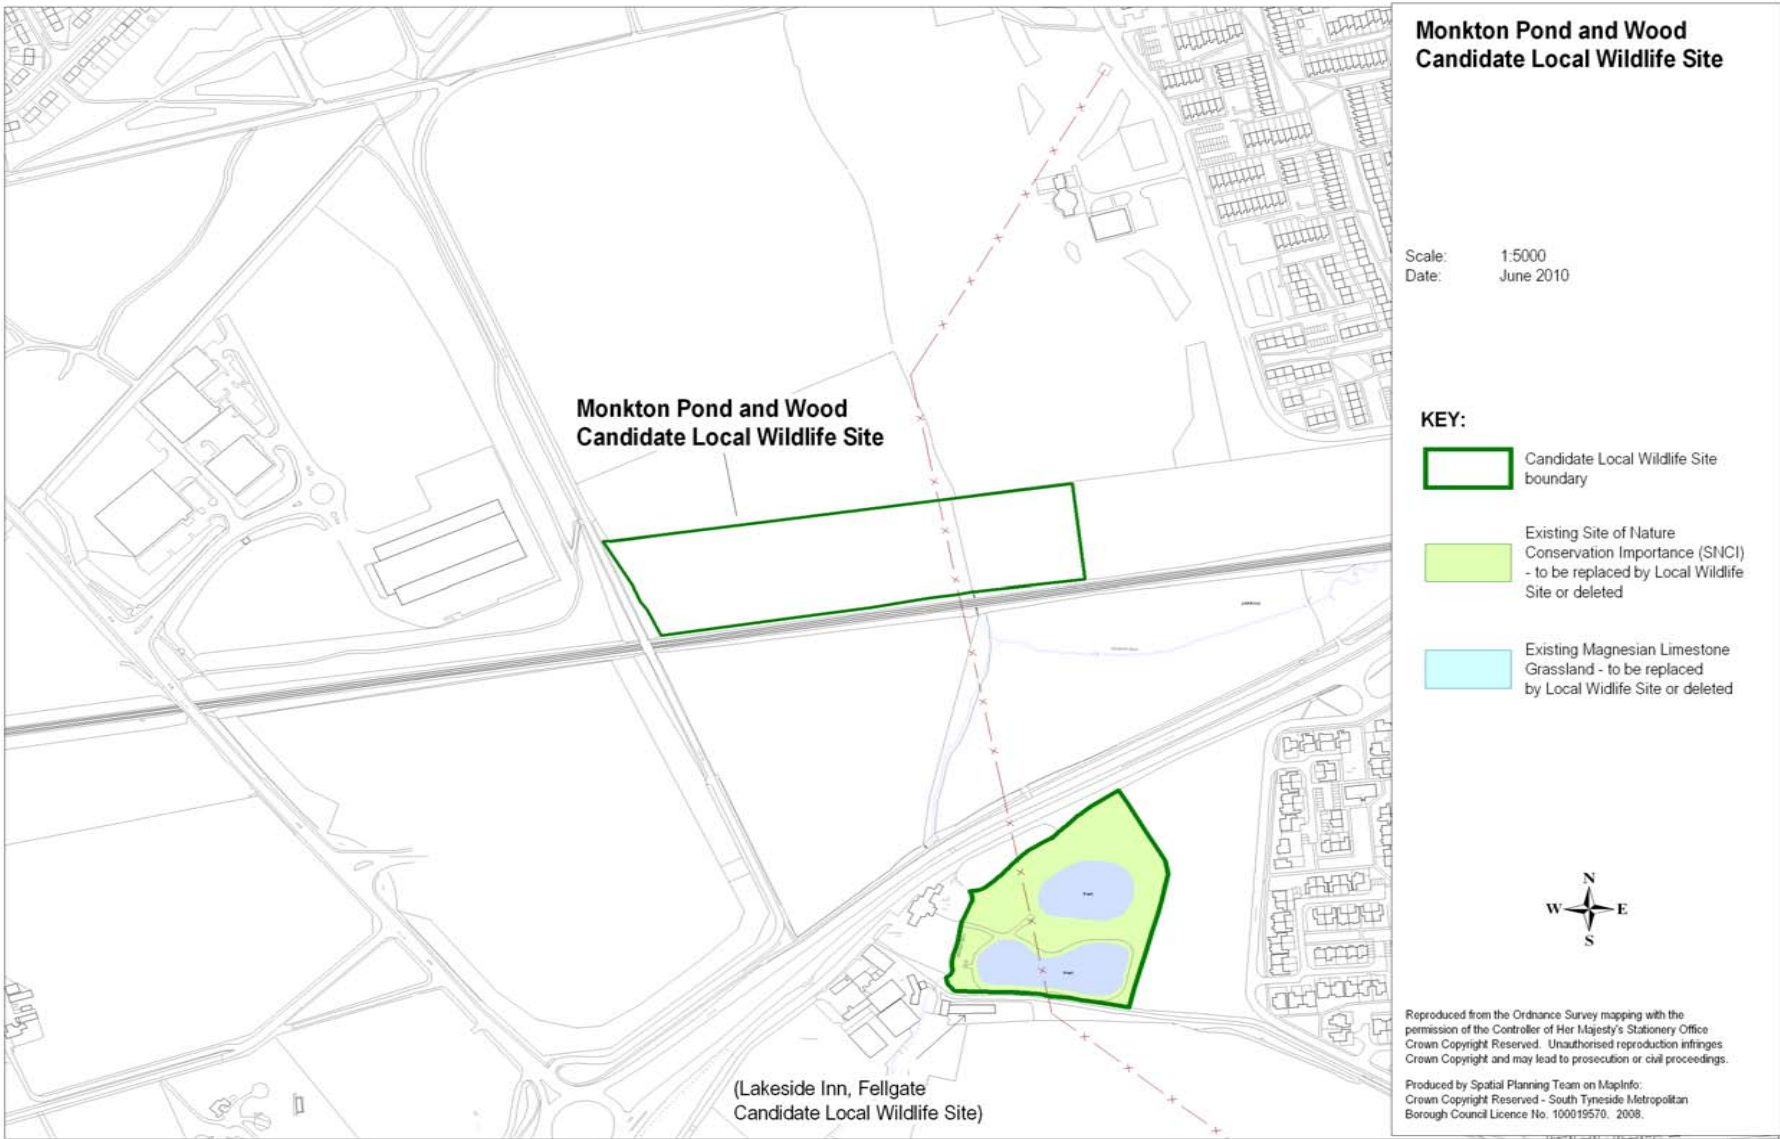 Monkton Pond and Wood
Candidate Local Wildlife Site
Scale: 1:5000
Date: June 2010
KEY:
Candidate Local Wildlife Site
boundary
Existing Site of Nature
Conservation Importance (SNCI)
- to be replaced by Local Wildlife
Site or deleted
Existing Magnesian Limestone
Grassland - to be replaced
by Local Widlife Site or deleted
N
W E
S
Reproduced from the Ordnance Survey mapping with the
permission of the Controller of Her Majesty's Stationery Office
Crown Copyright Reserved. Unauthorised reproduction infringes
Crown Copyright and may lead to prosecution or civil proceedings.
Produced by Spatial Planning Team on MapInfo:
Crown Copyright Reserved - South Tyneside Metropolitan
Borough Council Licence No. 100019570. 2008.
Monkton Pond and Wood
Candidate Local Wildlife Site
(Lakeside Inn, Fellgate
Candidate Local Wildlife Site)